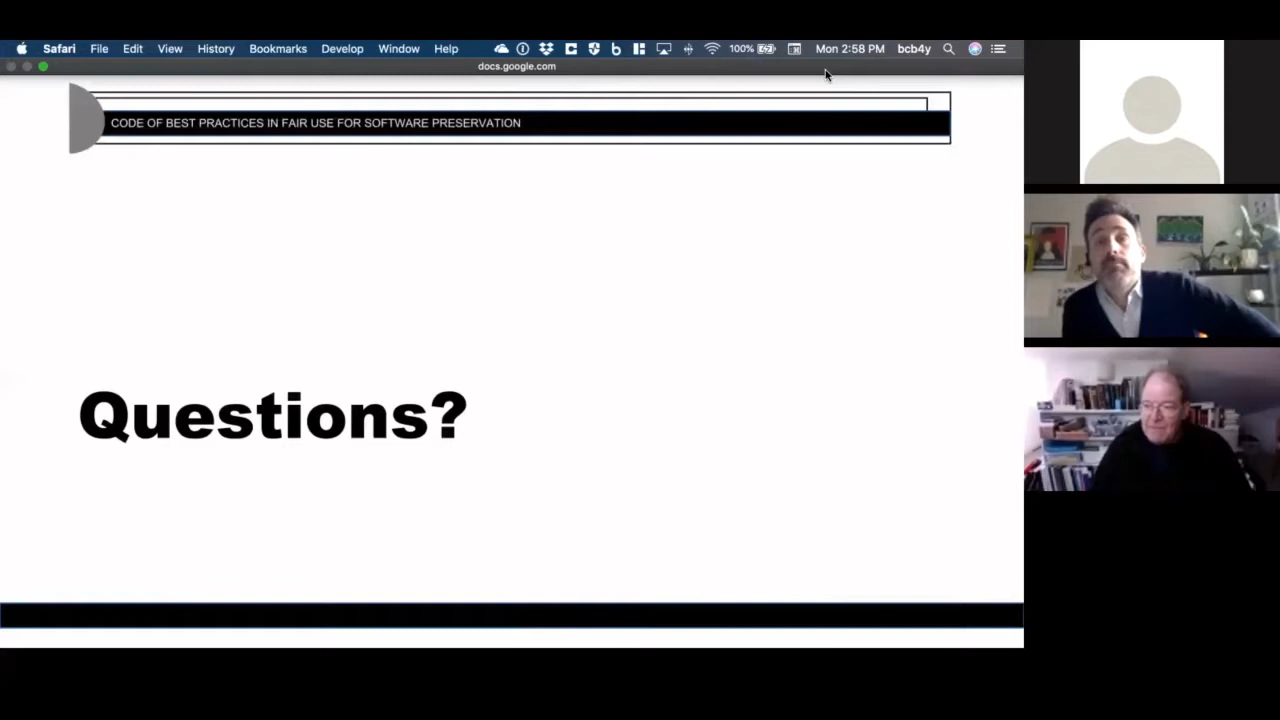 Safari File Edit View History Bookmarks Develop Window Help 100% Mon 2:58 PM bcb4y
docs.google.com
CODE OF BEST PRACTICES IN FAIR USE FOR SOFTWARE PRESERVATION
Questions?